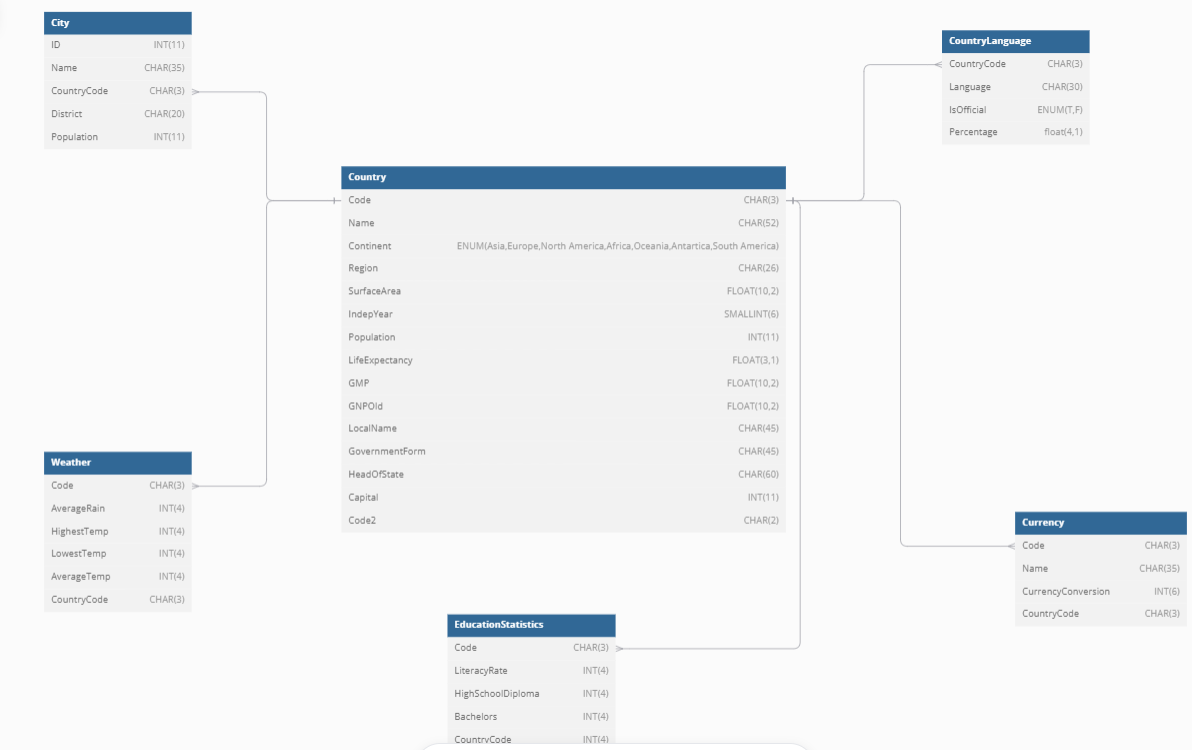 City
ID INT(11)
Name CHAR(35)
CountryCode CHAR(3)
District CHAR(20)
Population INT(11)
CountryLanguage
CountryCode CHAR(3)
Language CHAR(30)
IsOfficial ENUM(T,F)
Percentage float(4,1)
Country
Code CHAR(3)
Name CHAR(52)
Continent ENUM(Asia,Europe,North America,Africa,Oceania,Antartica,South America)
Region CHAR(26)
SurfaceArea FLOAT(10,2)
IndepYear SMALLINT(6)
Population INT(11)
LifeExpectancy FLOAT(3,1)
GMP FLOAT(10,2)
GNPOld FLOAT(10,2)
LocalName CHAR(45)
GovernmentForm CHAR(45)
HeadOfState CHAR(60)
Capital INT(11)
Code2 CHAR(2)
Weather
Code CHAR(3)
AverageRain INT(4)
HighestTemp INT(4)
LowestTemp INT(4)
AverageTemp INT(4)
CountryCode CHAR(3)
Currency
Code CHAR(3)
Name CHAR(35)
CurrencyConversion INT(6)
CountryCode CHAR(3)
EducationStatistics
Code CHAR(3)
LiteracyRate INT(4)
HighSchoolDiploma INT(4)
Bachelors INT(4)
CountryCode INT(4)